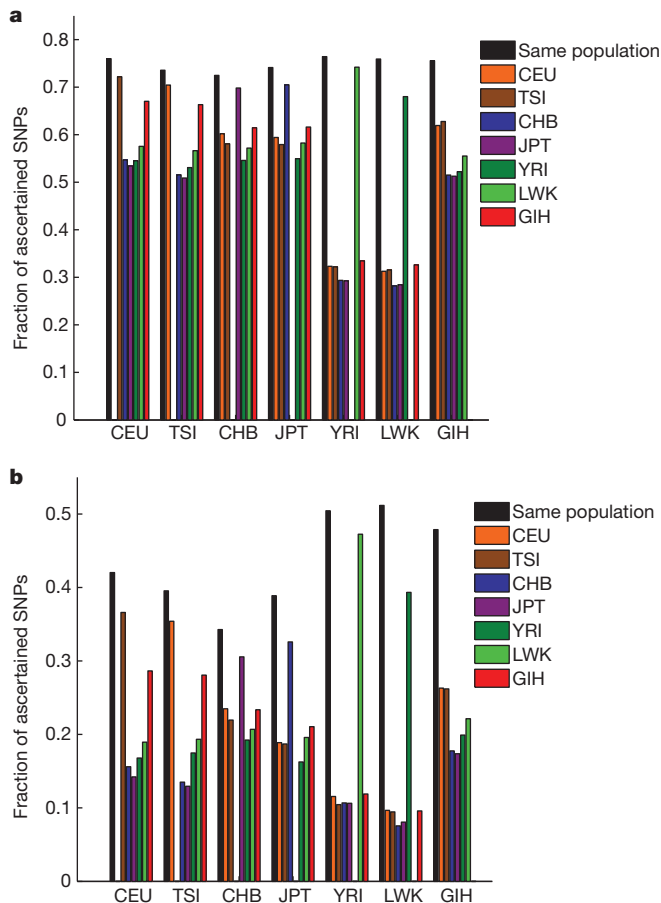 a
Fraction of ascertained SNPs
0.8
0.7
0.6
0.5
0.4
0.3
0.2
0.1
0
CEU TSI CHB JPT YRI LWK GIH
Same population
CEU
TSI
CHB
JPT
YRI
LWK
GIH
b
Fraction of ascertained SNPs
0.5
0.4
0.3
0.2
0.1
0
CEU TSI CHB JPT YRI LWK GIH
Same population
CEU
TSI
CHB
JPT
YRI
LWK
GIH